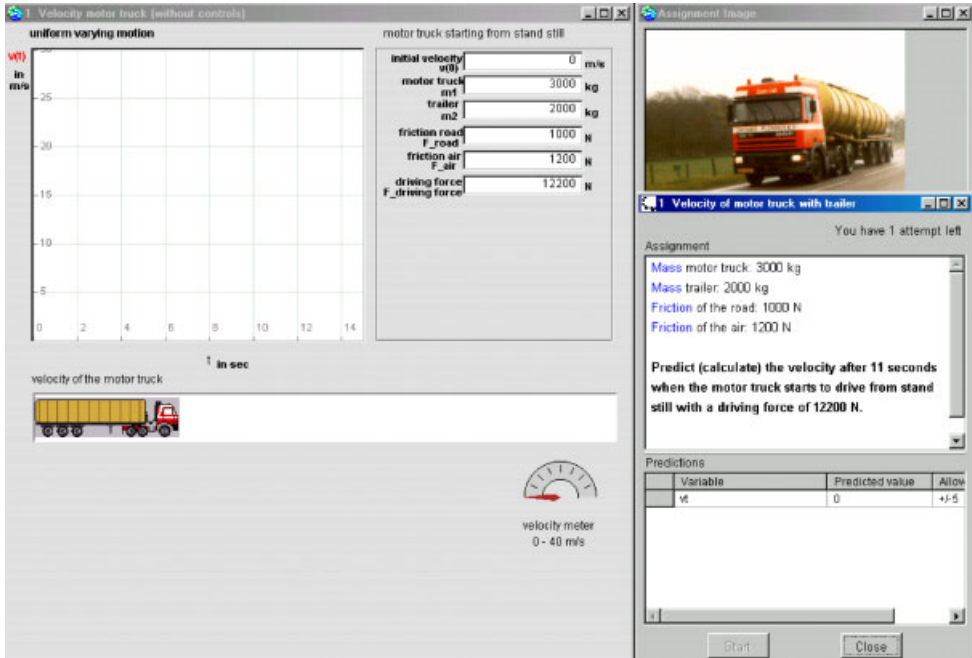 1 Velocity motor truck (without controls)
uniform varying motion
motor truck starting from stand still
v(t)
in
m/s
30
25
20
15
10
5
0 2 4 6 8 10 12 14
t in sec
initial velocity
v(0) 0 m/s
motor truck
m1 3000 kg
trailer
m2 2000 kg
friction road
F_road 1000 N
friction air
F_air 1200 N
driving force
F_driving force 12200 N
velocity of the motor truck
velocity meter
0 - 40 m/s
Assignment Image
1 Velocity of motor truck with trailer
You have 1 attempt left
Assignment
Mass motor truck: 3000 kg
Mass trailer: 2000 kg
Friction of the road: 1000 N
Friction of the air: 1200 N
Predict (calculate) the velocity after 11 seconds
when the motor truck starts to drive from stand
still with a driving force of 12200 N.
Predictions
Variable Predicted value Allow
vt 0 +/-5
Start Close